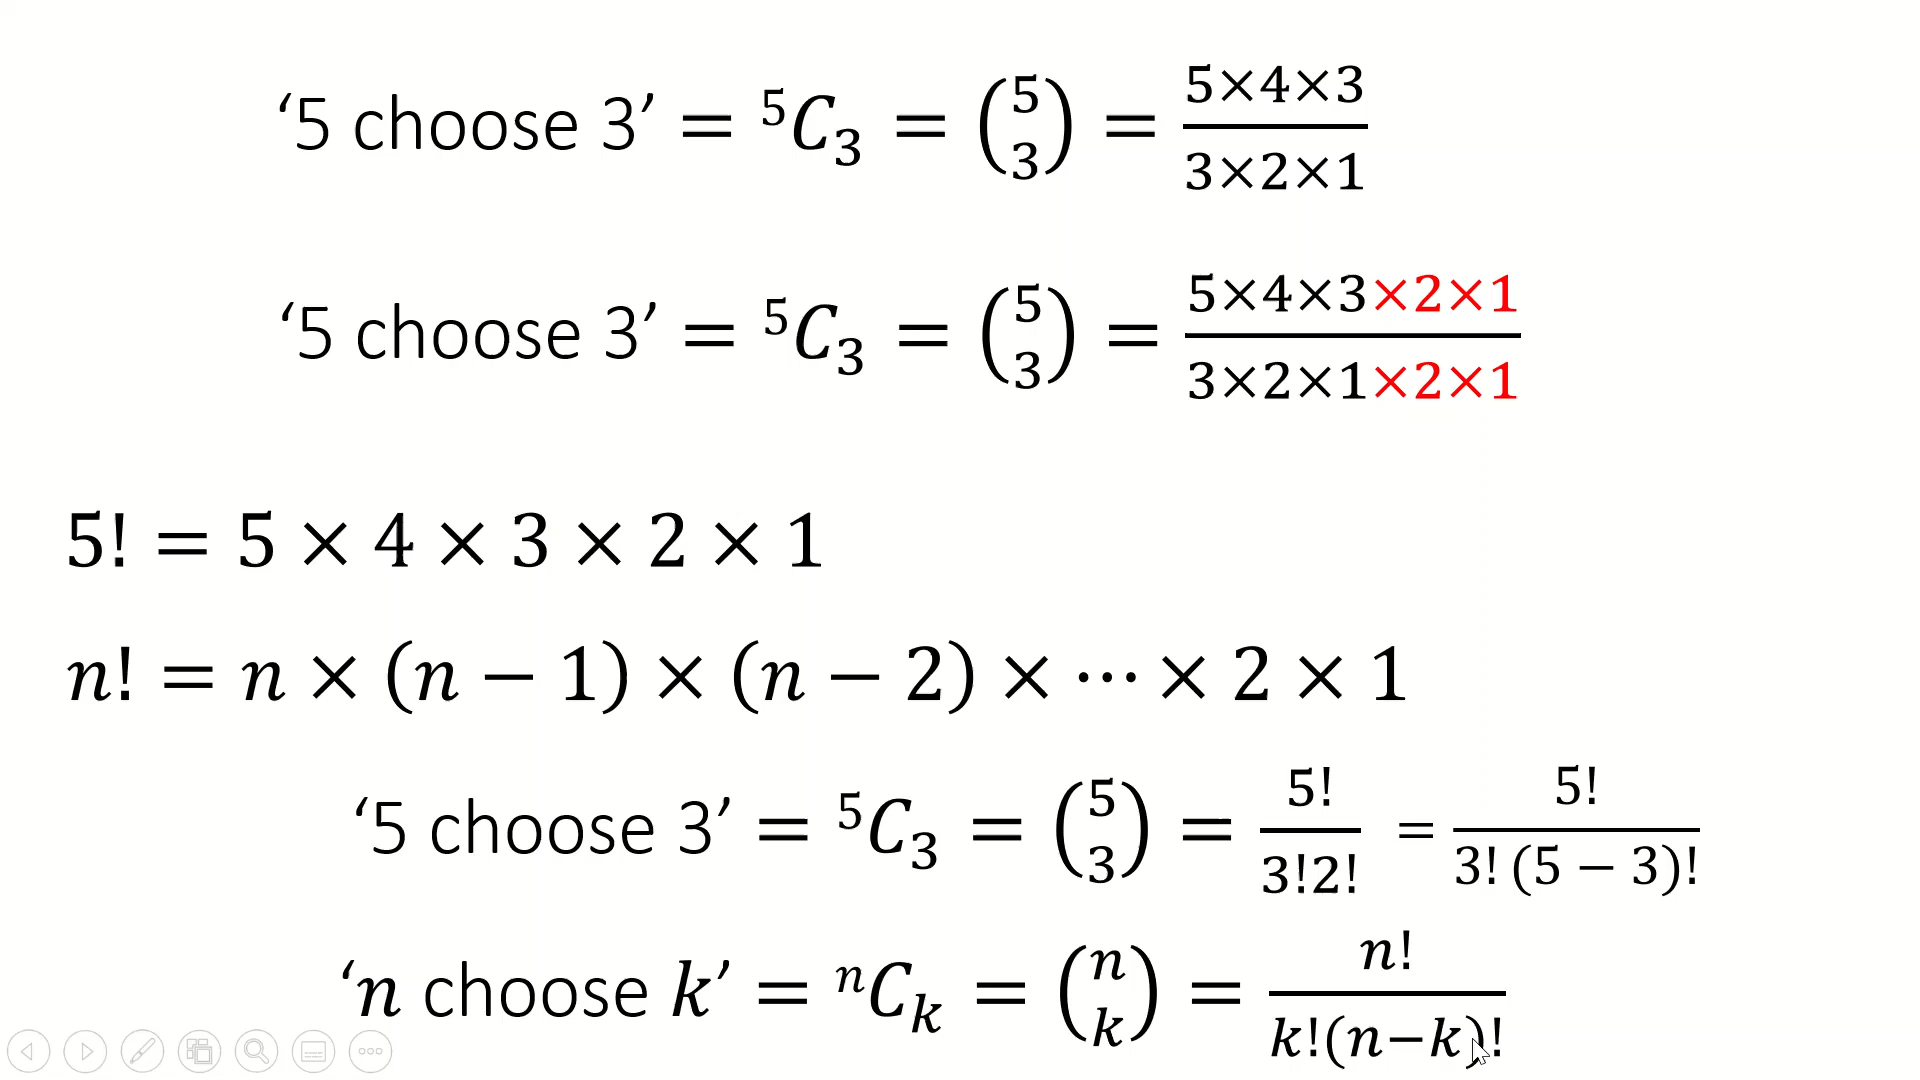 ‘5 choose 3’ = ⁵C₃ = (5 3) = 5×4×3 / 3×2×1
‘5 choose 3’ = ⁵C₃ = (5 3) = 5×4×3×2×1 / 3×2×1×2×1
5! = 5 × 4 × 3 × 2 × 1
n! = n × (n − 1) × (n − 2) × ⋯ × 2 × 1
‘5 choose 3’ = ⁵C₃ = (5 3) = 5! / 3!2! = 5! / 3! (5 − 3)!
‘n choose k’ = ⁿCₖ = (n k) = n! / k!(n−k)!